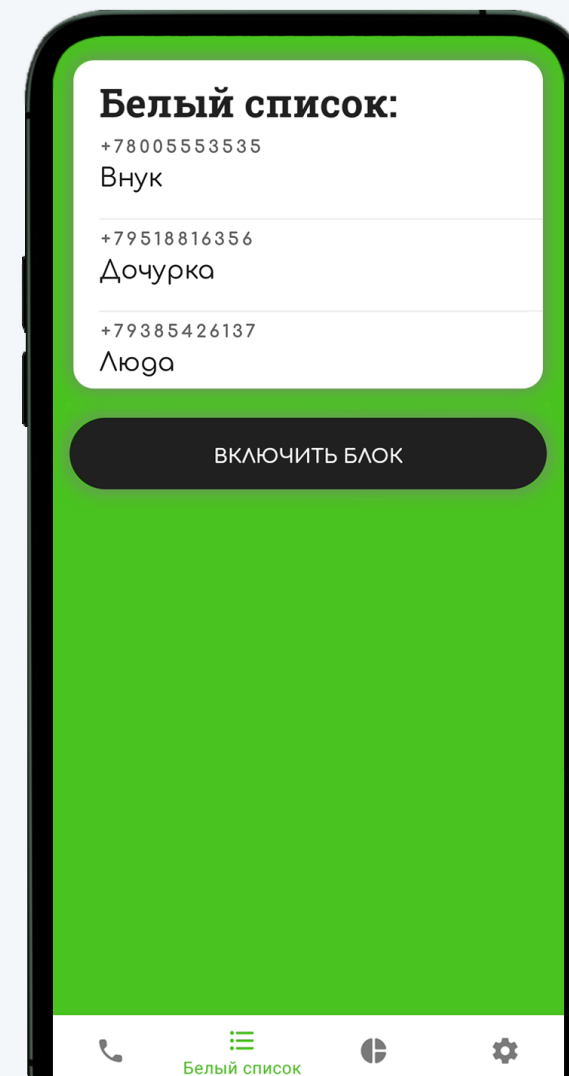 Белый список:
+78005553535
Внук
+79518816356
Дочурка
+79385426137
Люда
ВКЛЮЧИТЬ БЛОК
Белый список